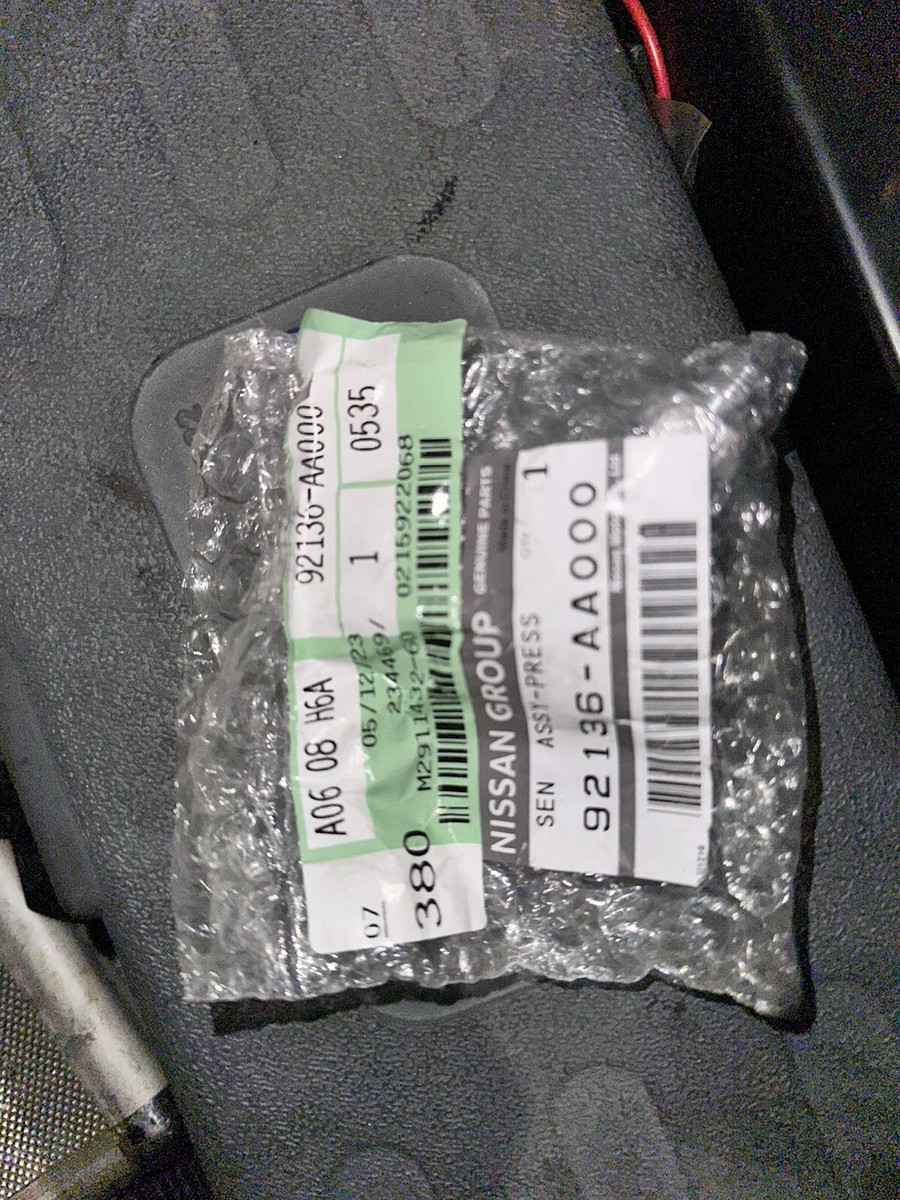 92136-AA000
1
0535
A06 08 H6A
05/12/23
234469/
0215922068
M2911432-60
07
380
NISSAN GROUP GENUINE PARTS
SEN ASSY-PRESS
QTY 1
92136-AA000